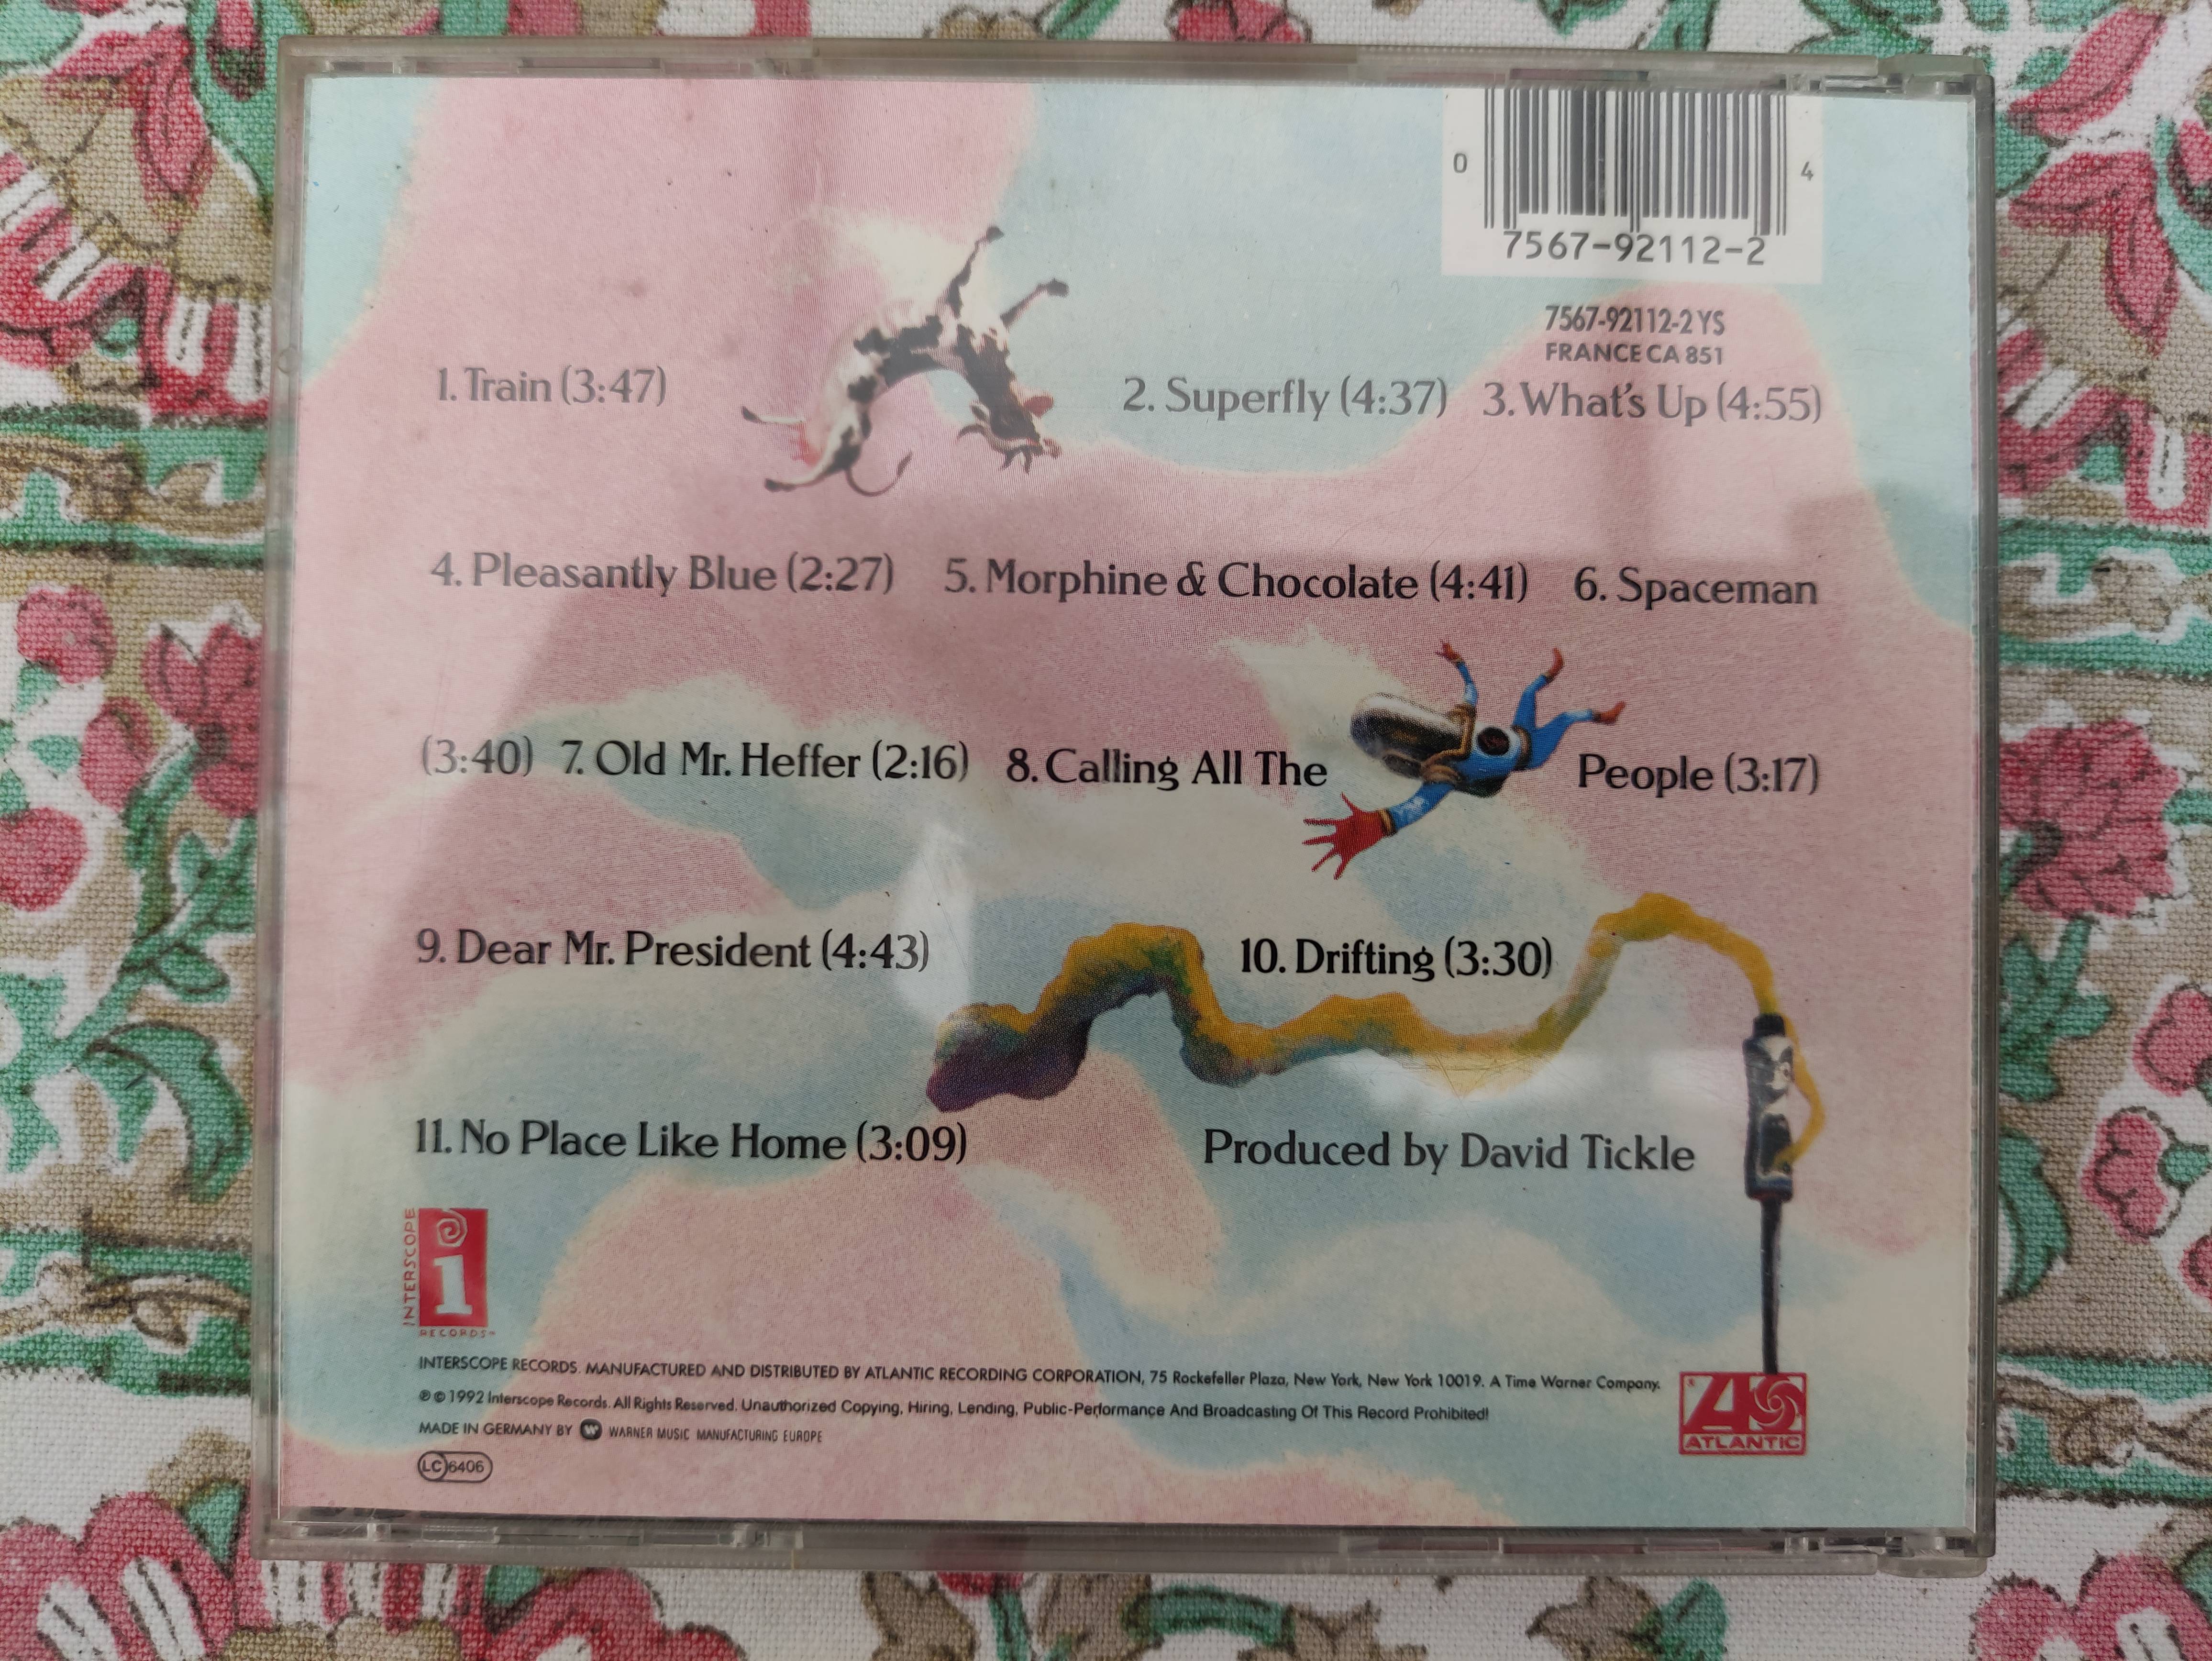 0 4
7567-92112-2
7567-92112-2 YS
FRANCE CA 851
1. Train (3:47) 2. Superfly (4:37) 3. What's Up (4:55)
4. Pleasantly Blue (2:27) 5. Morphine & Chocolate (4:41) 6. Spaceman
(3:40) 7. Old Mr. Heffer (2:16) 8. Calling All The People (3:17)
9. Dear Mr. President (4:43) 10. Drifting (3:30)
11. No Place Like Home (3:09) Produced by David Tickle
INTERSCOPE
i
RECORDS™
INTERSCOPE RECORDS. MANUFACTURED AND DISTRIBUTED BY ATLANTIC RECORDING CORPORATION, 75 Rockefeller Plaza, New York, New York 10019. A Time Warner Company.
℗ © 1992 Interscope Records. All Rights Reserved. Unauthorized Copying, Hiring, Lending, Public-Performance And Broadcasting Of This Record Prohibited!
MADE IN GERMANY BY W WARNER MUSIC MANUFACTURING EUROPE
LC 6406
A
ATLANTIC